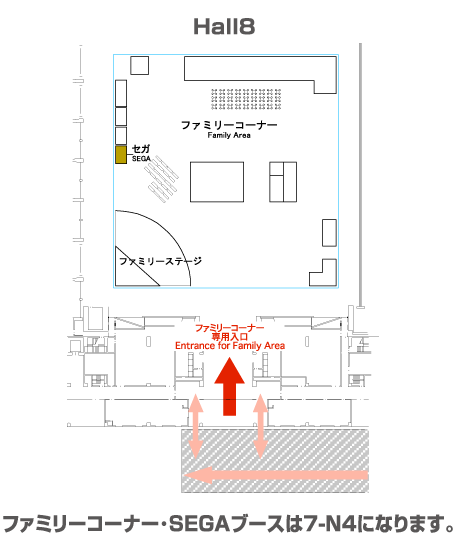 Hall8
ファミリーコーナー
Family Area
セガ
SEGA
ファミリーステージ
ファミリーコーナー
専用入口
Entrance for Family Area
ファミリーコーナー・SEGAブースは7-N4になります。